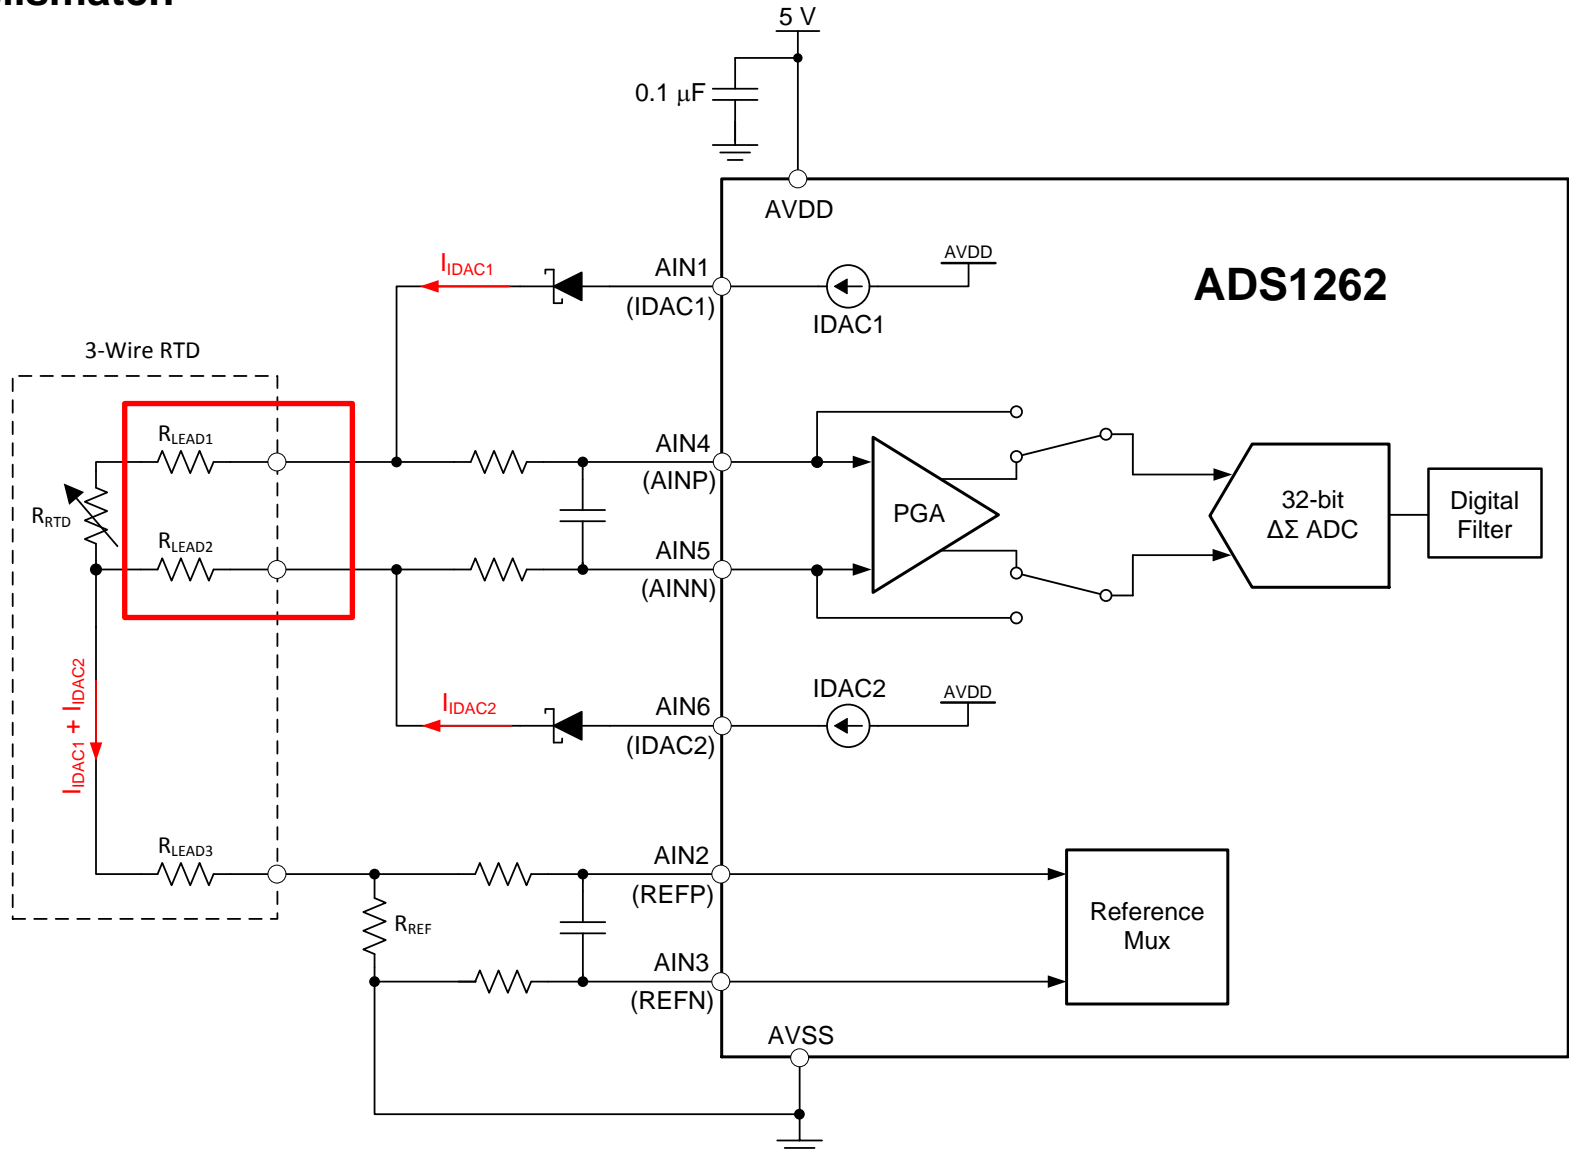 5 V
0.1 μF
AVDD
ADS1262
I_IDAC1
AIN1
(IDAC1)
AVDD
IDAC1
3-Wire RTD
R_LEAD1
AIN4
(AINP)
R_RTD
PGA
32-bit
ΔΣ ADC
Digital
Filter
R_LEAD2
AIN5
(AINN)
I_IDAC1 + I_IDAC2
I_IDAC2
AIN6
(IDAC2)
IDAC2
AVDD
R_LEAD3
AIN2
(REFP)
R_REF
Reference
Mux
AIN3
(REFN)
AVSS